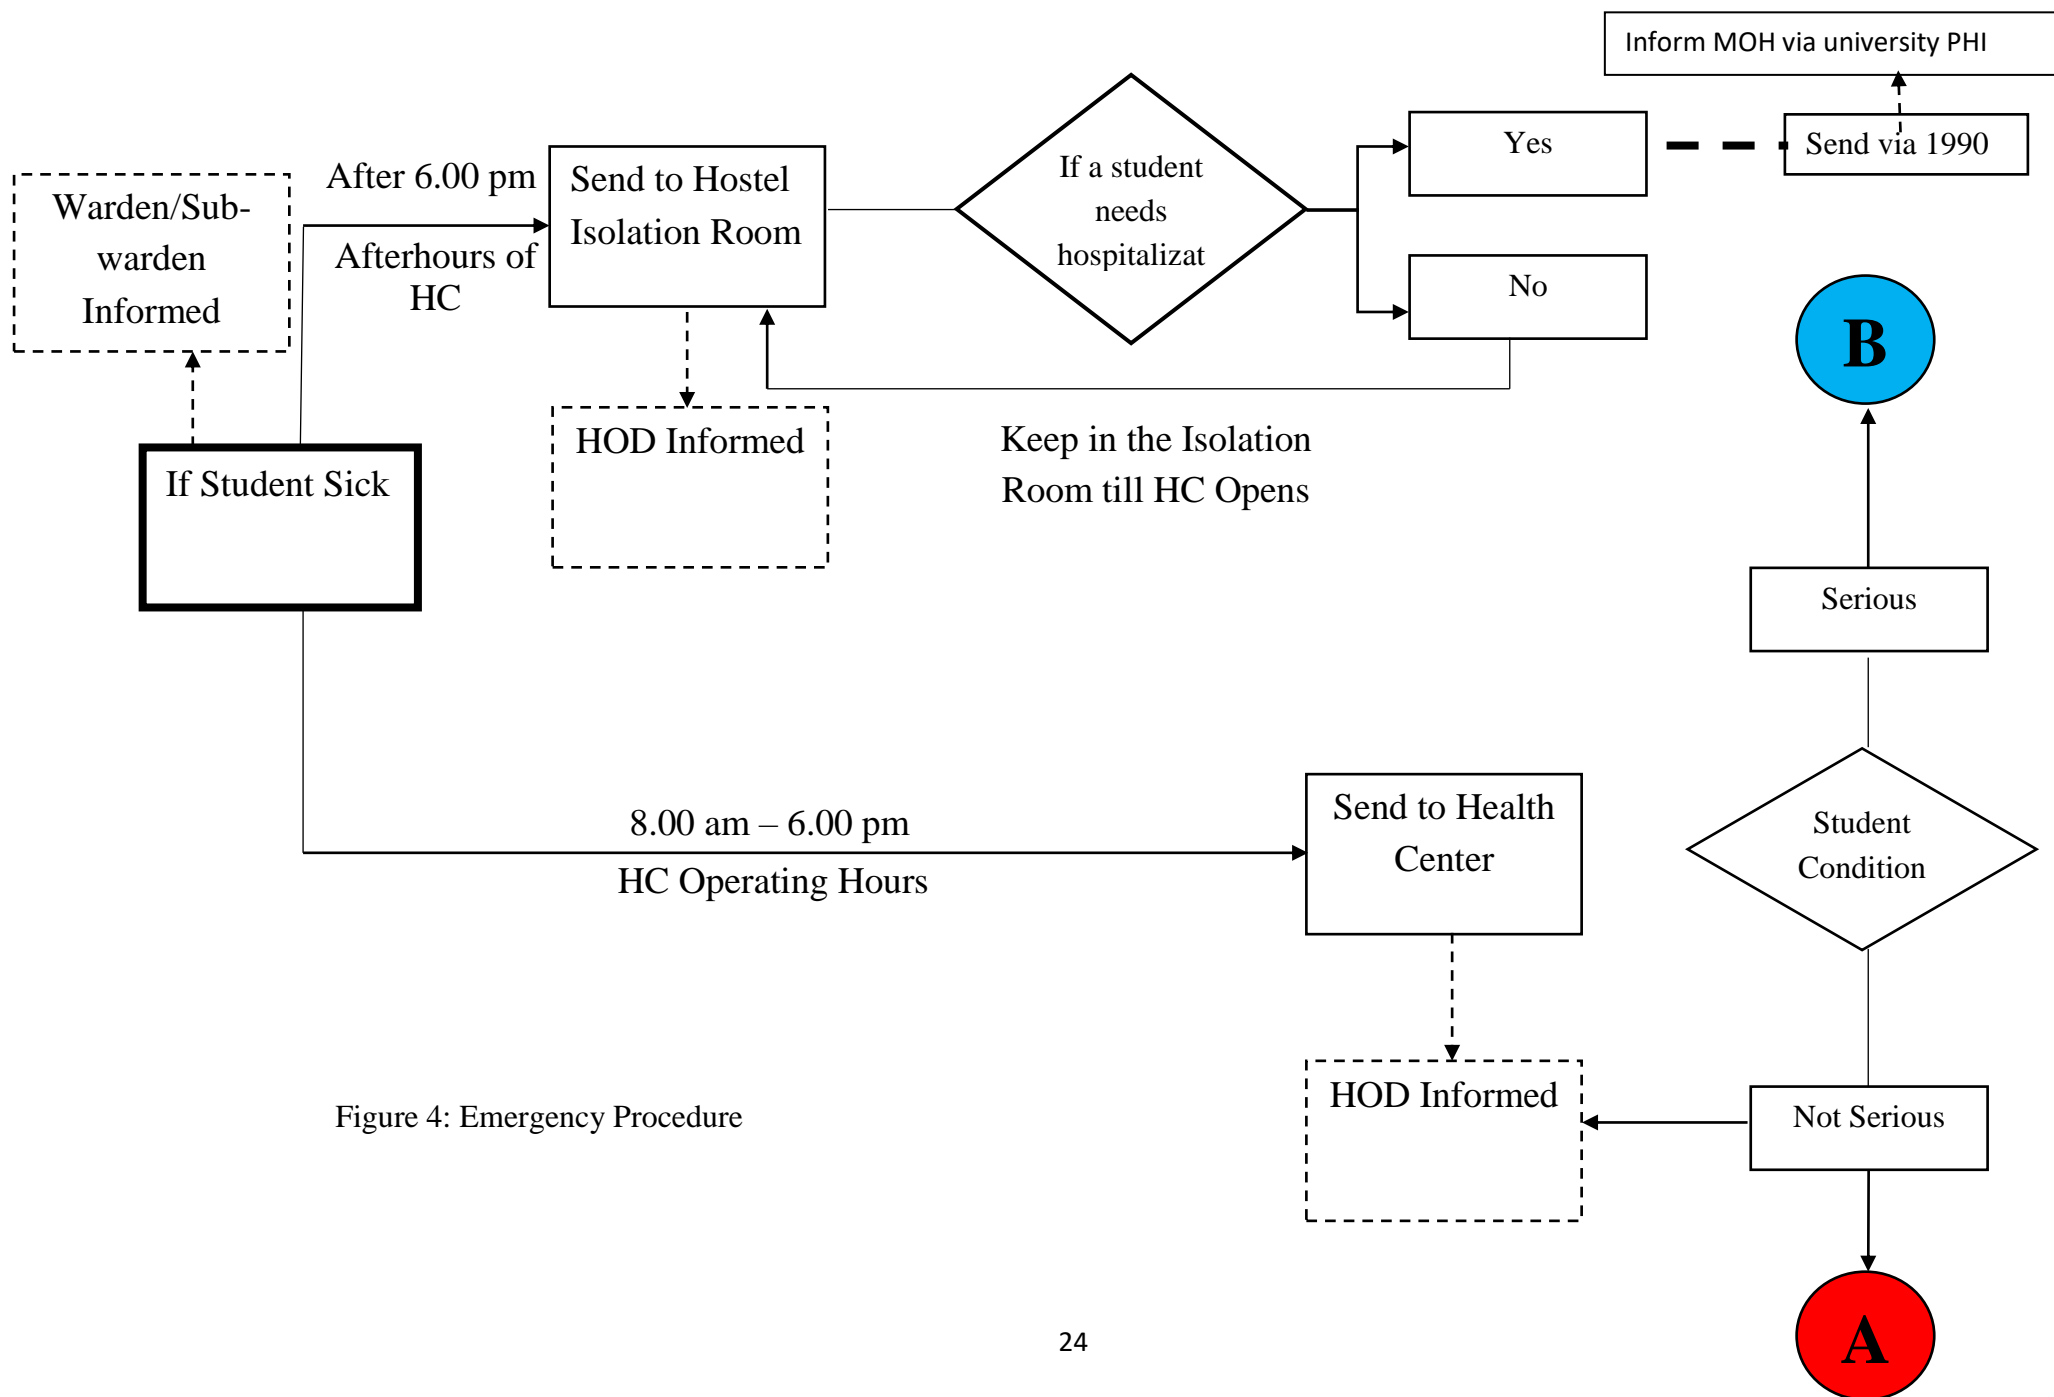 Inform MOH via university PHI
Yes
Send via 1990
After 6.00 pm
Afterhours of
HC
Send to Hostel
Isolation Room
If a student
needs
hospitalizat
Warden/Sub-
warden
Informed
No
B
HOD Informed
Keep in the Isolation
Room till HC Opens
If Student Sick
Serious
8.00 am – 6.00 pm
HC Operating Hours
Send to Health
Center
Student
Condition
HOD Informed
Not Serious
Figure 4: Emergency Procedure
A
24